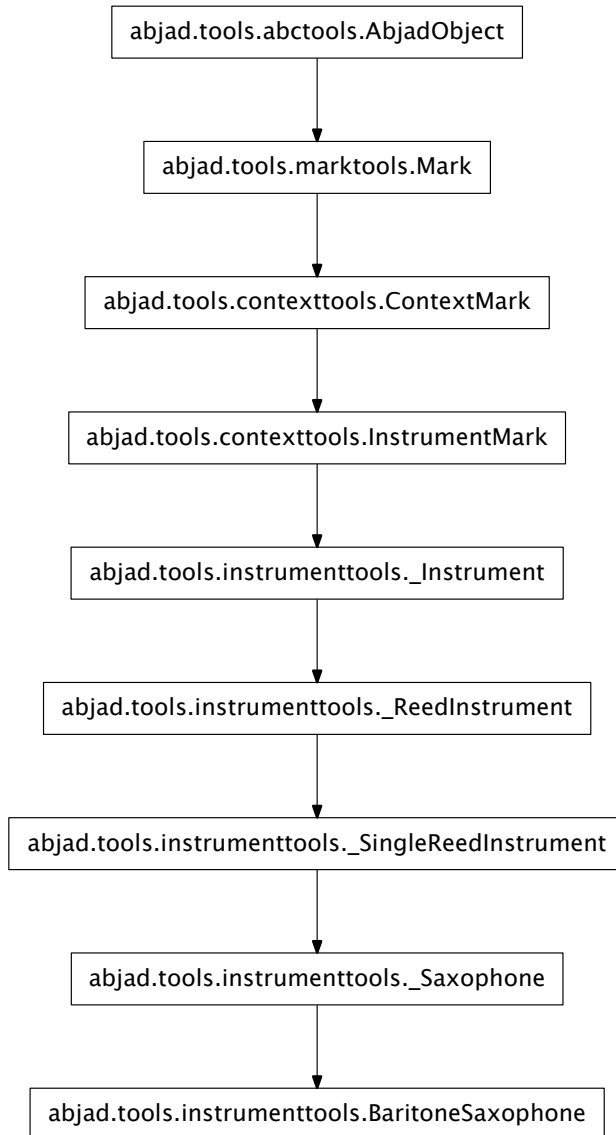 abjad.tools.abctools.AbjadObject
abjad.tools.marktools.Mark
abjad.tools.contexttools.ContextMark
abjad.tools.contexttools.InstrumentMark
abjad.tools.instrumenttools._Instrument
abjad.tools.instrumenttools._ReedInstrument
abjad.tools.instrumenttools._SingleReedInstrument
abjad.tools.instrumenttools._Saxophone
abjad.tools.instrumenttools.BaritoneSaxophone